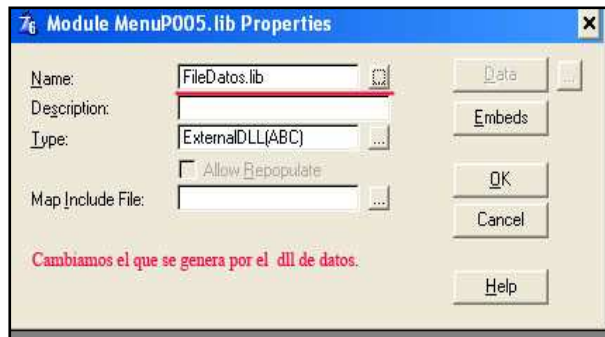 Module MenuP005.lib Properties
Name: FileDatos.lib
Data
Description:
Embeds
Type: ExternalDLL(ABC)
Allow Repopulate
OK
Map Include File:
Cancel
Cambiamos el que se genera por el dll de datos.
Help